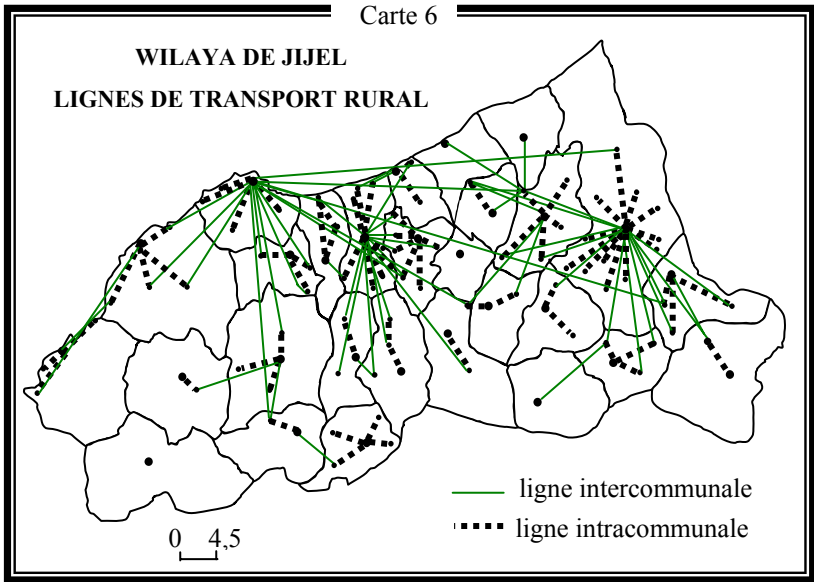 Carte 6
WILAYA DE JIJEL
LIGNES DE TRANSPORT RURAL
ligne intercommunale
ligne intracommunale
0 4,5